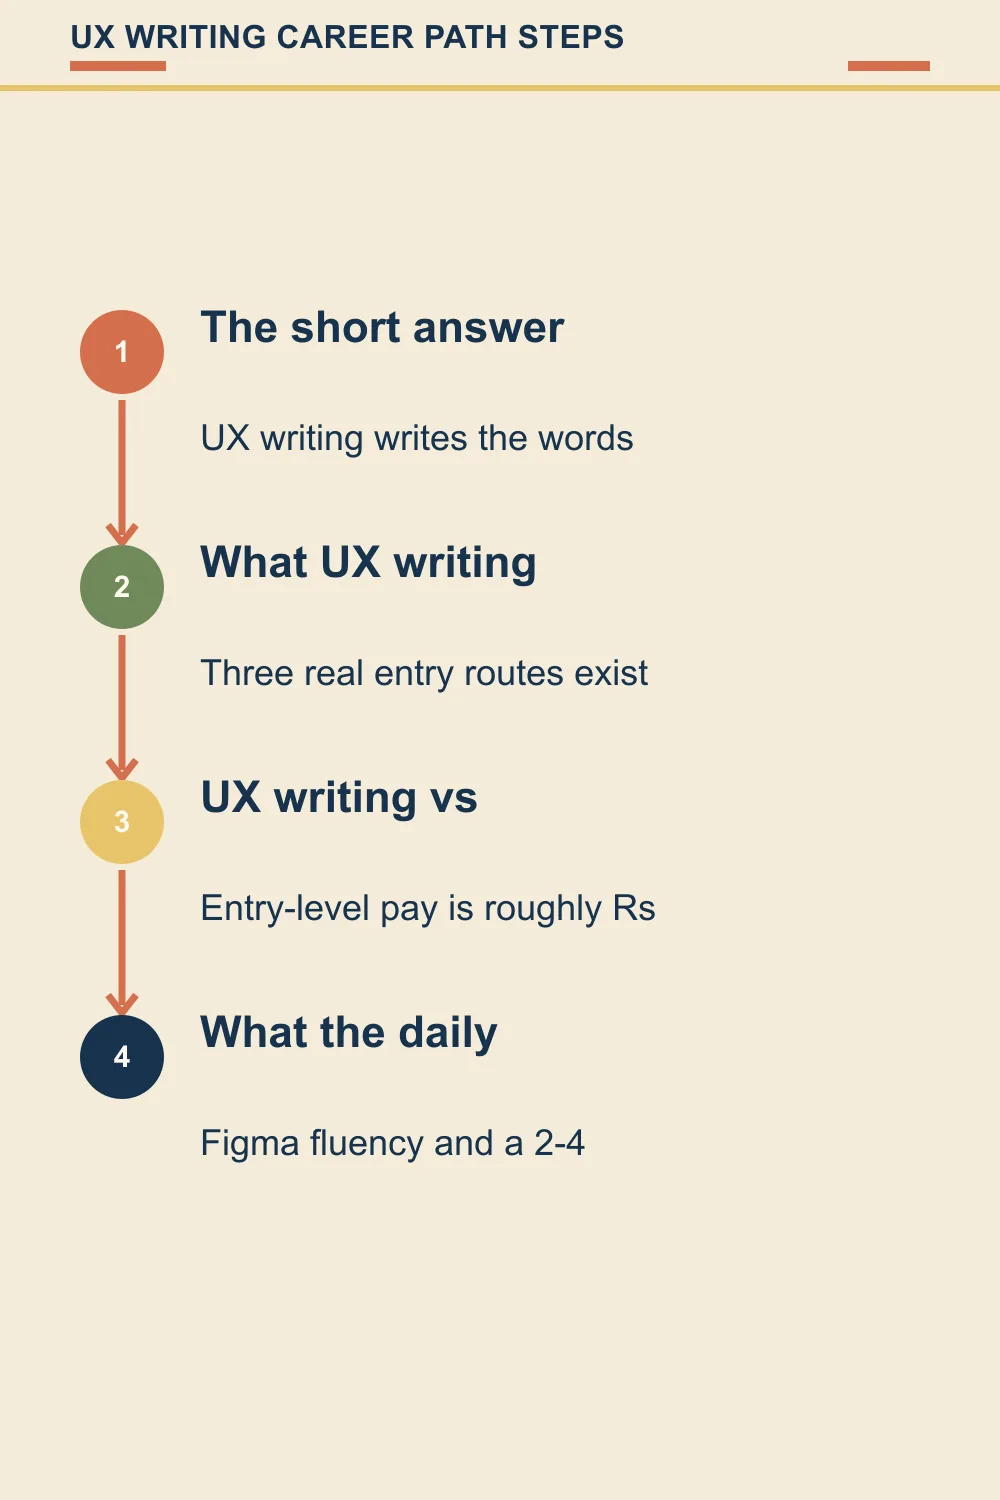 UX WRITING CAREER PATH STEPS
1
The short answer
UX writing writes the words
2
What UX writing
Three real entry routes exist
3
UX writing vs
Entry-level pay is roughly Rs
4
What the daily
Figma fluency and a 2-4